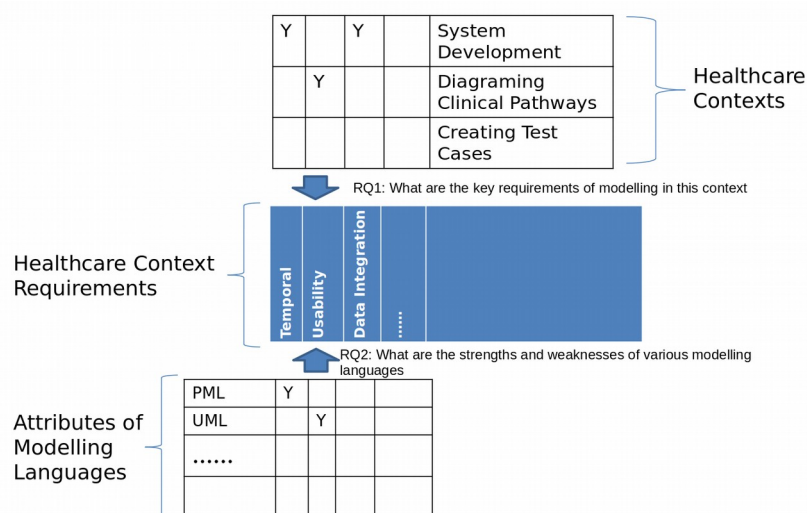 Y Y System
Development
Y Diagraming
Clinical Pathways
Creating Test
Cases
Healthcare
Contexts
RQ1: What are the key requirements of modelling in this context
Healthcare Context
Requirements
Temporal
Usability
Data Integration
......
RQ2: What are the strengths and weaknesses of various modelling
languages
Attributes of
Modelling
Languages
PML Y
UML Y
......